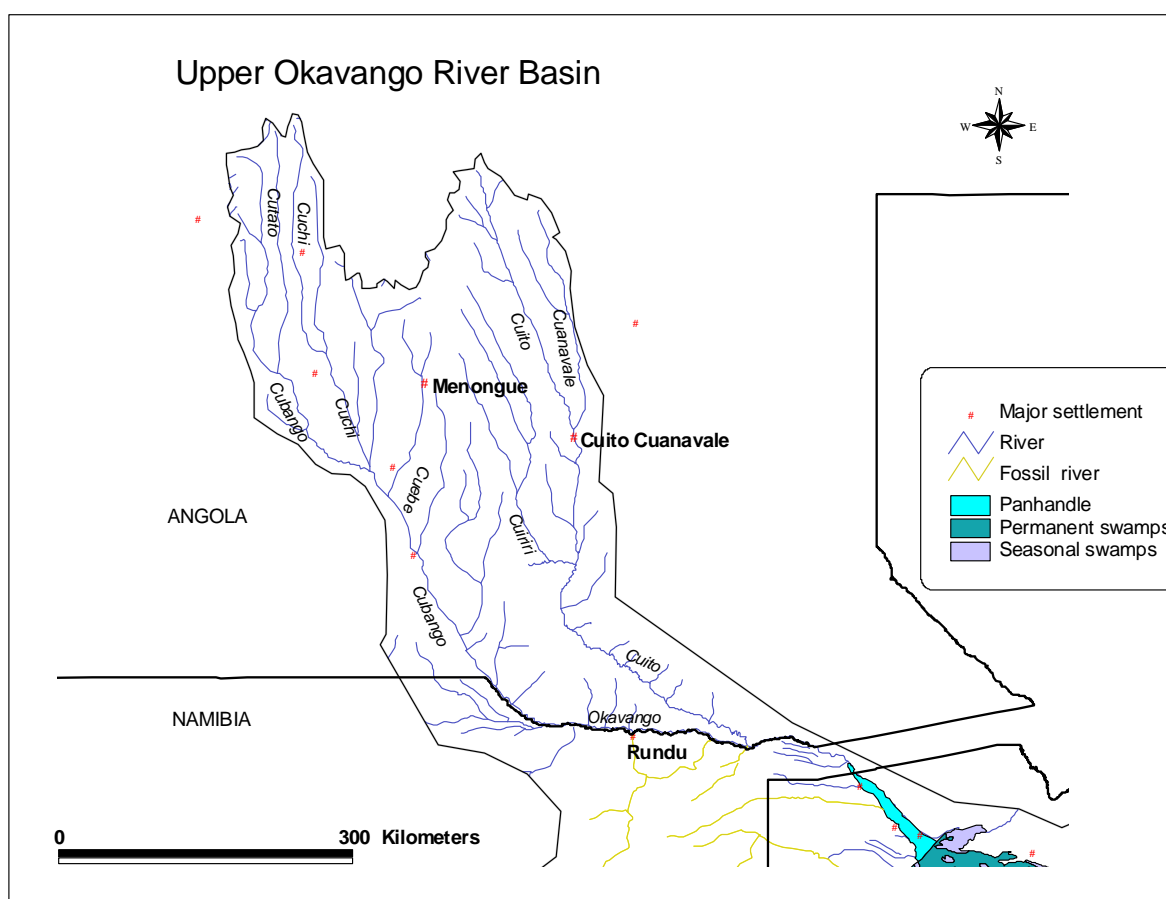 Upper Okavango River Basin
N
W
E
S
Cutato
Cuchi
Cuito
Cuanavale
Menongue
Cubango
Cuchi
Cuito Cuanavale
Cuebe
Cuiriri
ANGOLA
Cubango
Cuito
NAMIBIA
Okavango
Rundu
0
300 Kilometers
# Major settlement
River
Fossil river
Panhandle
Permanent swamps
Seasonal swamps